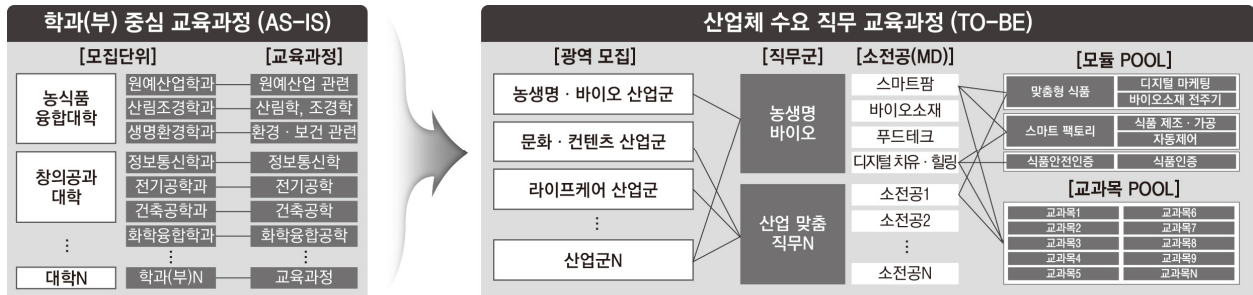 학과(부) 중심 교육과정 (AS-IS)
[모집단위] [교육과정]
농식품
융합대학
원예산업학과 원예산업 관련
산림조경학과 산림학, 조경학
생명환경학과 환경 · 보건 관련
창의공과
대학
정보통신학과 정보통신학
전기공학과 전기공학
건축공학과 건축공학
화학융합학과 화학융합공학
⋮ ⋮ ⋮
대학N 학과(부)N 교육과정
산업체 수요 직무 교육과정 (TO-BE)
[광역 모집] [직무군] [소전공(MD)] [모듈 POOL]
농생명 · 바이오 산업군
문화 · 컨텐츠 산업군
라이프케어 산업군
⋮
산업군N
농생명
바이오
산업 맞춤
직무N
스마트팜
바이오소재
푸드테크
디지털 치유 · 힐링
소전공1
소전공2
⋮
소전공N
맞춤형 식품
디지털 마케팅
바이오소재 전주기
스마트 팩토리
식품 제조 · 가공
자동제어
식품안전인증 식품인증
[교과목 POOL]
교과목1 교과목6
교과목2 교과목7
교과목3 교과목8
교과목4 교과목9
교과목5 교과목N